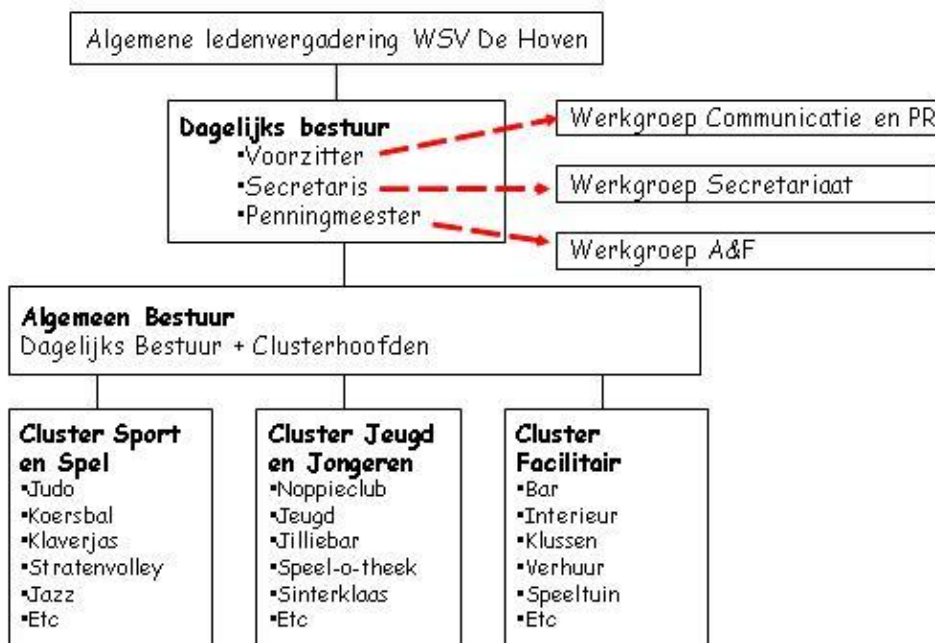 Algemene ledenvergadering WSV De Hoven
Dagelijks bestuur
▪Voorzitter
▪Secretaris
▪Penningmeester
Werkgroep Communicatie en PR
Werkgroep Secretariaat
Werkgroep A&F
Algemeen Bestuur
Dagelijks Bestuur + Clusterhoofden
Cluster Sport
en Spel
▪Judo
▪Koersbal
▪Klaverjas
▪Stratenvolley
▪Jazz
▪Etc
Cluster Jeugd
en Jongeren
▪Noppieclub
▪Jeugd
▪Jilliebar
▪Speel-o-theek
▪Sinterklaas
▪Etc
Cluster
Facilitair
▪Bar
▪Interieur
▪Klussen
▪Verhuur
▪Speeltuin
▪Etc